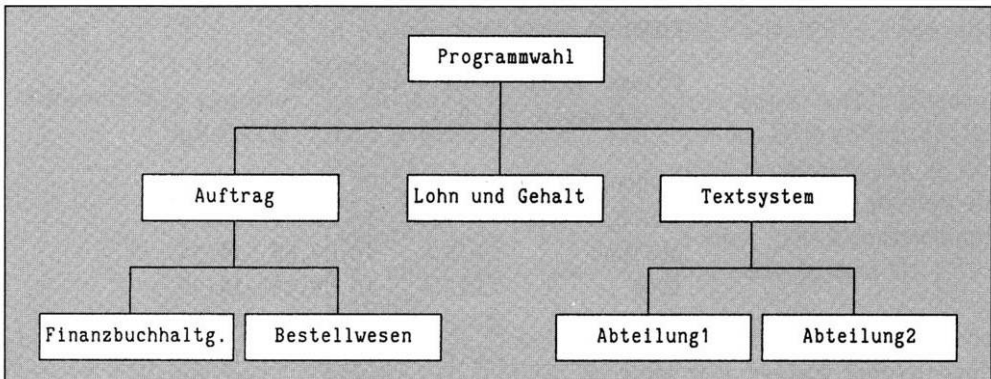 Programmwahl
Auftrag
Lohn und Gehalt
Textsystem
Finanzbuchhaltg.
Bestellwesen
Abteilung1
Abteilung2